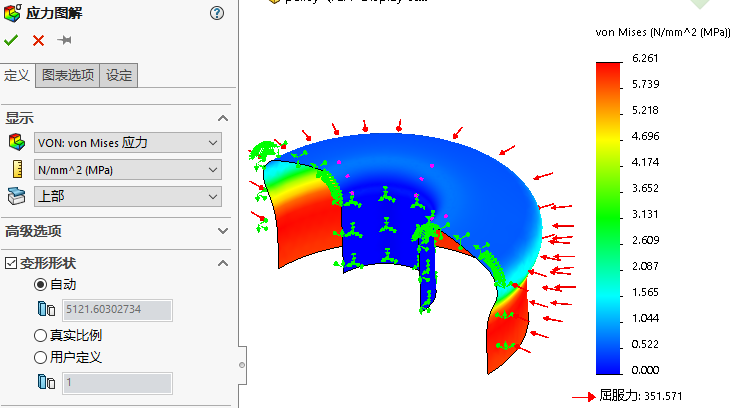 应力图解
定义
图表选项
设定
显示
VON: von Mises 应力
N/mm^2 (MPa)
上部
高级选项
变形形状
自动
5121.60302734
真实比例
用户定义
1
von Mises (N/mm^2 (MPa))
6.261
5.739
5.218
4.696
4.174
3.652
3.131
2.609
2.087
1.565
1.044
0.522
0.000
屈服力: 351.571